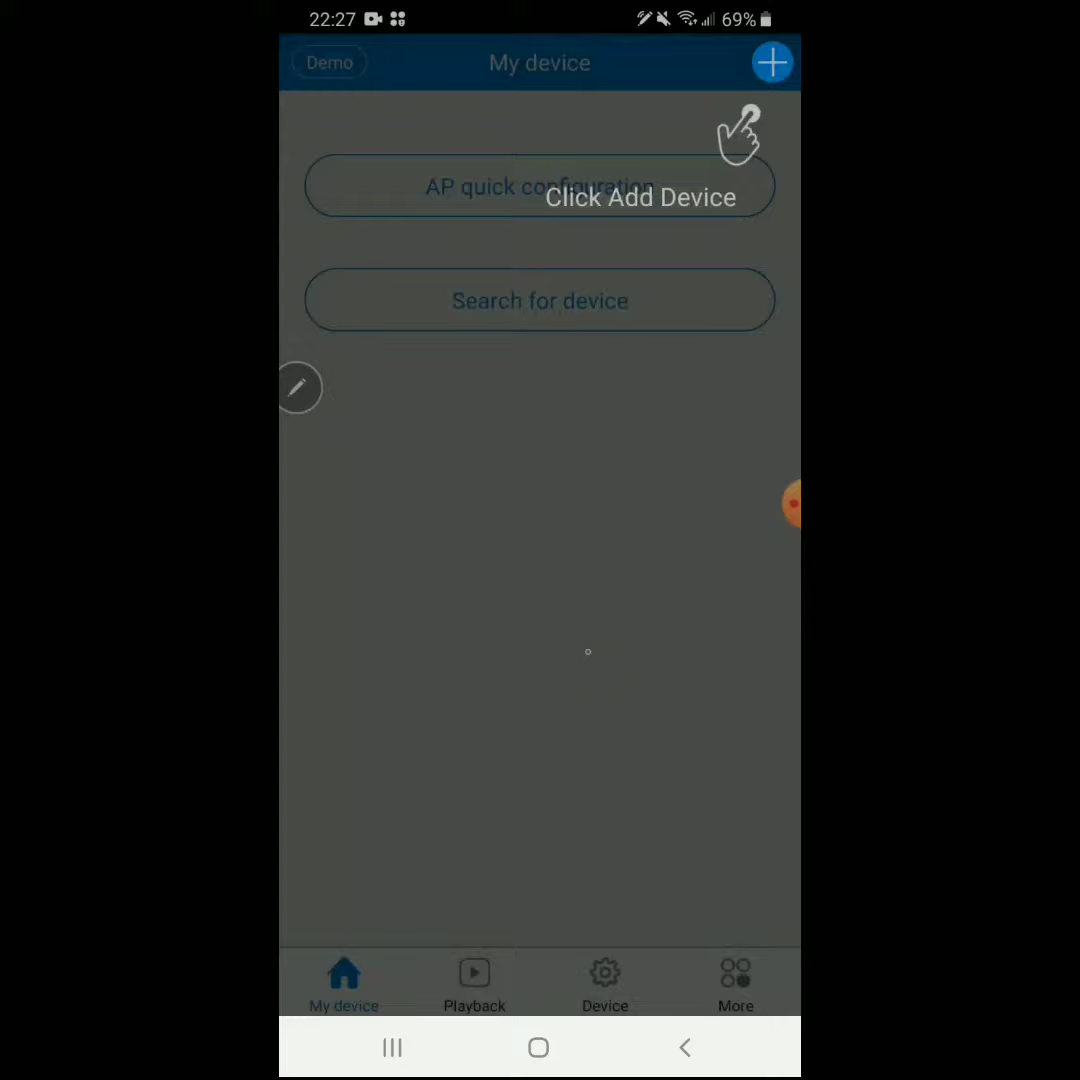 22:27 69%
Demo My device
AP quick configuration
Click Add Device
Search for device
My device Playback Device More